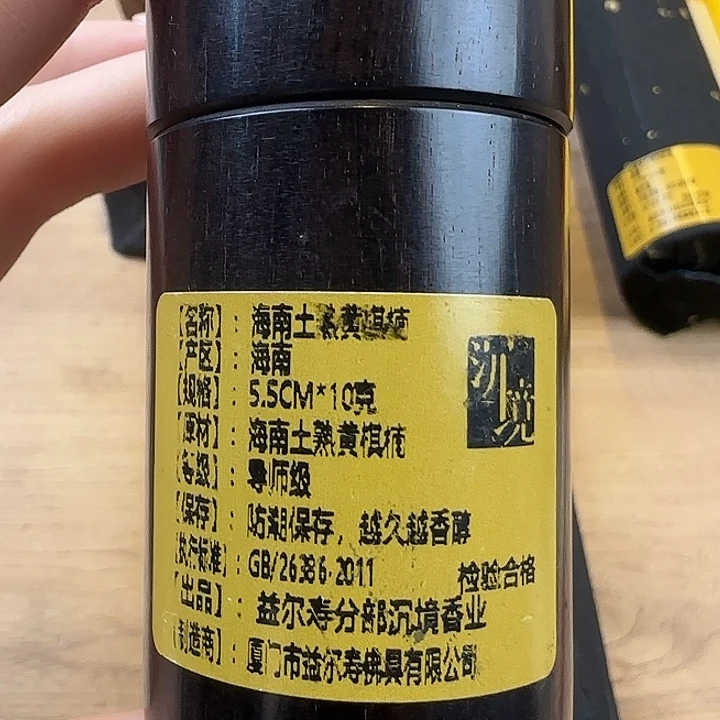 【名称】： 海南土熟黄棋楠
【产区】： 海南
【规格】： 5.5CM*10克
【原材】： 海南土熟黄棋楠
【等级】： 导师级
【保存】： 防潮保存，越久越香醇
【执行标准】： GB/26386-2011
检验合格
【出品】： 益尔寿分部沉境香业
【制造商】： 厦门市益尔寿佛具有限公司
沉境